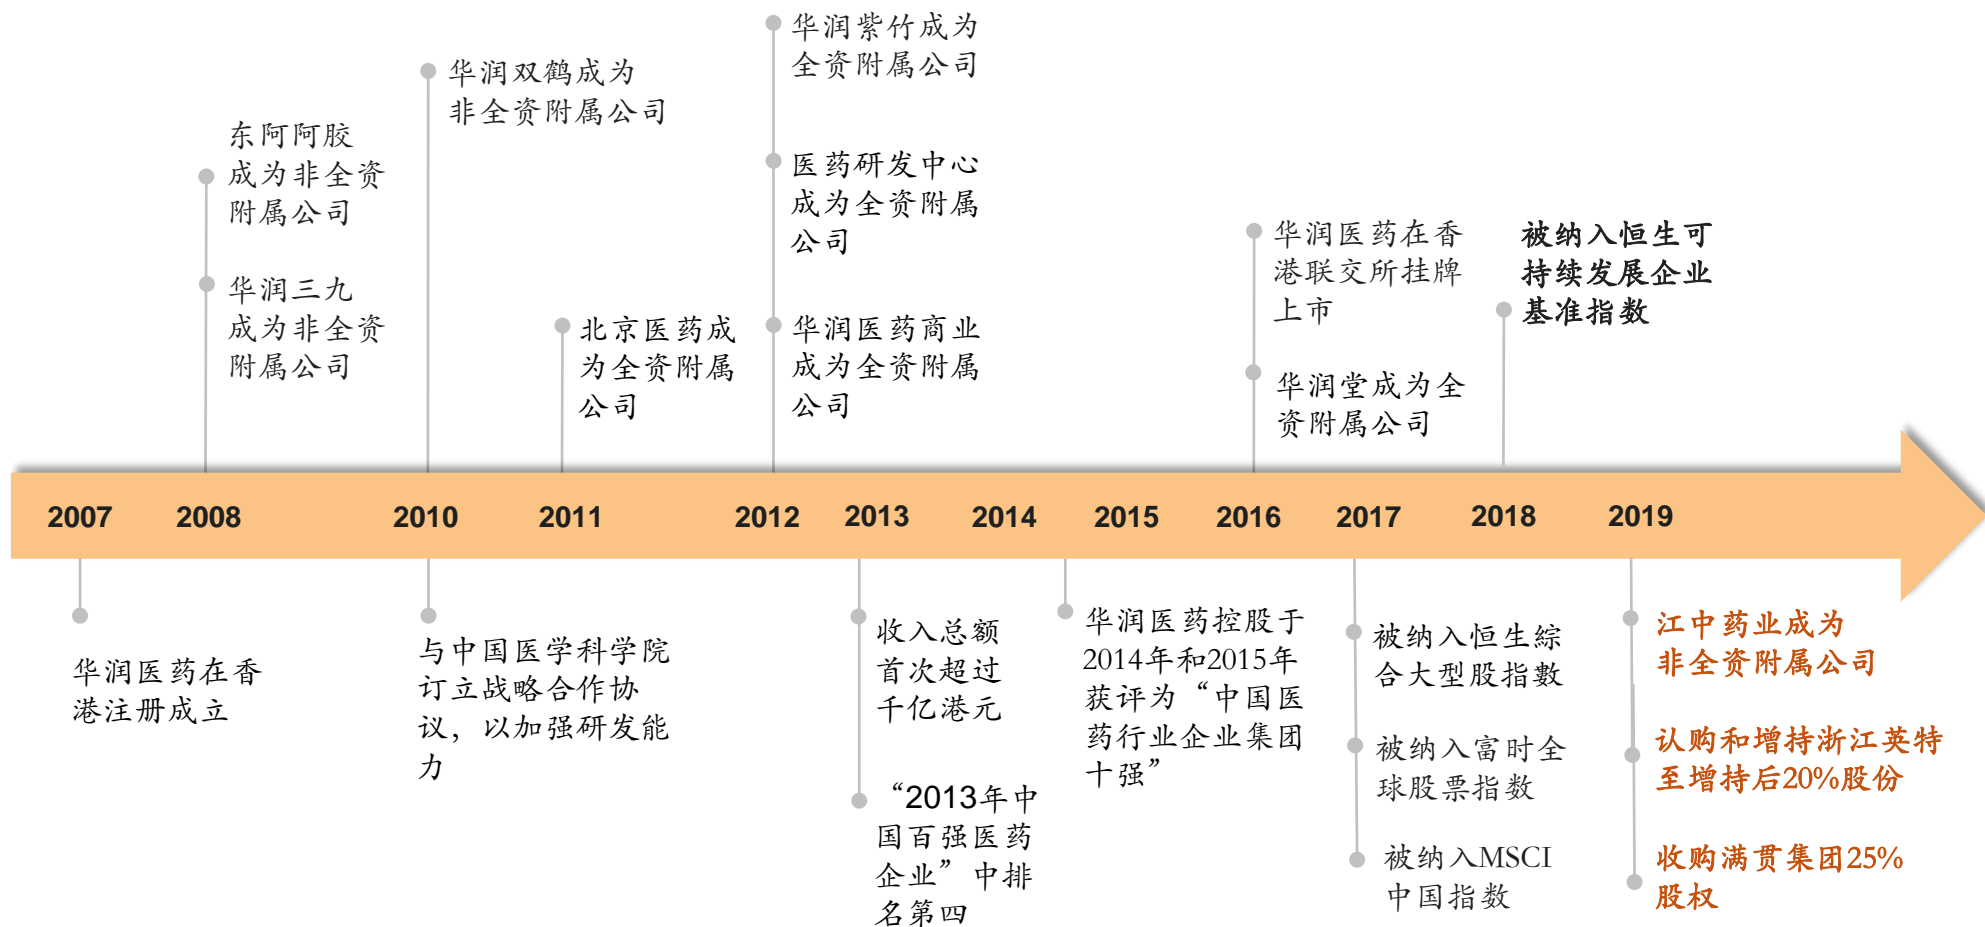 华润紫竹成为
全资附属公司
华润双鹤成为
非全资附属公司
东阿阿胶
成为非全资
附属公司
医药研发中心
成为全资附属
公司
华润三九
成为非全资
附属公司
北京医药成
为全资附属
公司
华润医药商业
成为全资附属
公司
华润医药在香
港联交所挂牌
上市
华润堂成为全
资附属公司
被纳入恒生可
持续发展企业
基准指数
2007
2008
2010
2011
2012
2013
2014
2015
2016
2017
2018
2019
华润医药在香
港注册成立
与中国医学科学院
订立战略合作协
议，以加强研发能
力
收入总额
首次超过
千亿港元
“2013年中
国百强医药
企业”中排
名第四
华润医药控股于
2014年和2015年
获评为“中国医
药行业企业集团
十强”
被纳入恒生綜
合大型股指數
被纳入富时全
球股票指数
被纳入MSCI
中国指数
江中药业成为
非全资附属公司
认购和增持浙江英特
至增持后20%股份
收购满贯集团25%
股权